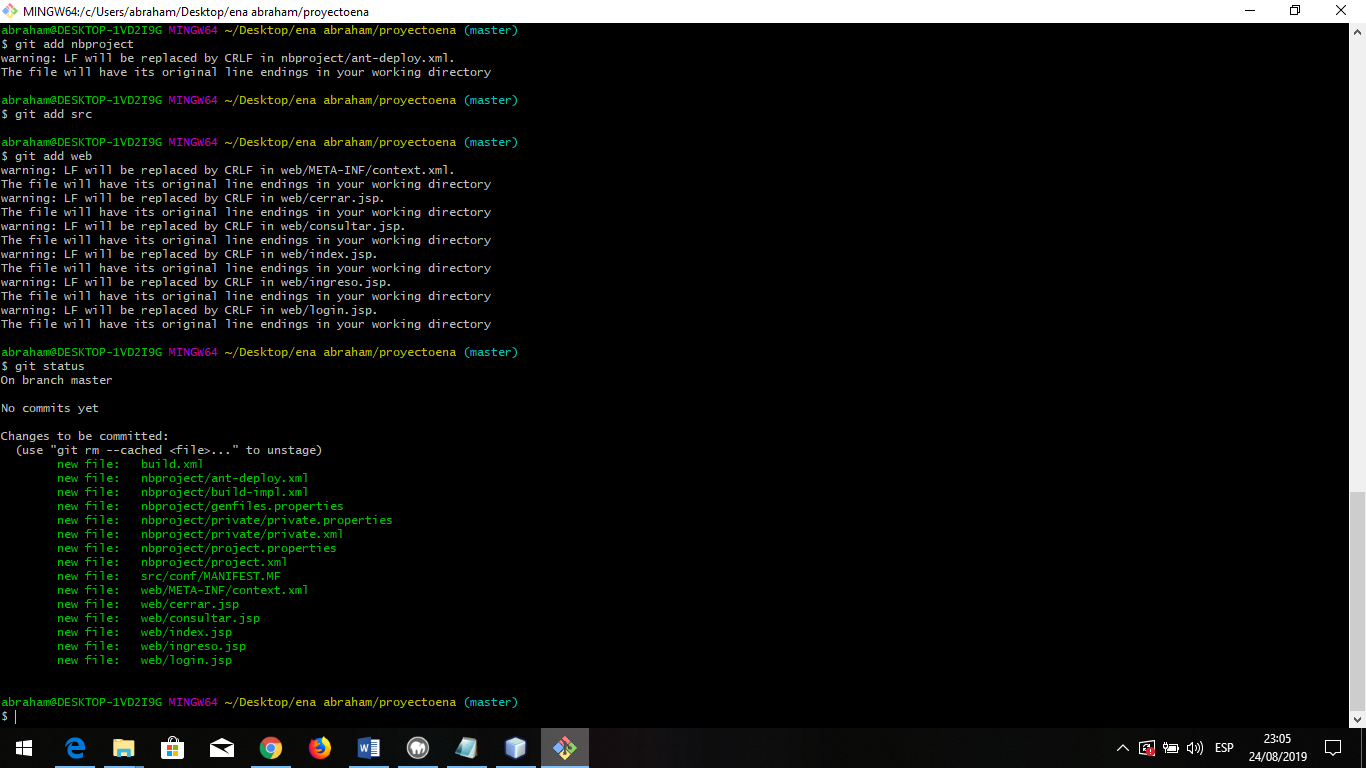 MINGW64:/c/Users/abraham/Desktop/ena abraham/proyectoena
abraham@DESKTOP-1VD2I9G MINGW64 ~/Desktop/ena abraham/proyectoena (master)
$ git add nbproject
warning: LF will be replaced by CRLF in nbproject/ant-deploy.xml.
The file will have its original line endings in your working directory
abraham@DESKTOP-1VD2I9G MINGW64 ~/Desktop/ena abraham/proyectoena (master)
$ git add src
abraham@DESKTOP-1VD2I9G MINGW64 ~/Desktop/ena abraham/proyectoena (master)
$ git add web
warning: LF will be replaced by CRLF in web/META-INF/context.xml.
The file will have its original line endings in your working directory
warning: LF will be replaced by CRLF in web/cerrar.jsp.
The file will have its original line endings in your working directory
warning: LF will be replaced by CRLF in web/consultar.jsp.
The file will have its original line endings in your working directory
warning: LF will be replaced by CRLF in web/index.jsp.
The file will have its original line endings in your working directory
warning: LF will be replaced by CRLF in web/ingreso.jsp.
The file will have its original line endings in your working directory
warning: LF will be replaced by CRLF in web/login.jsp.
The file will have its original line endings in your working directory
abraham@DESKTOP-1VD2I9G MINGW64 ~/Desktop/ena abraham/proyectoena (master)
$ git status
On branch master
No commits yet
Changes to be committed:
(use "git rm --cached <file>..." to unstage)
new file: build.xml
new file: nbproject/ant-deploy.xml
new file: nbproject/build-impl.xml
new file: nbproject/genfiles.properties
new file: nbproject/private/private.properties
new file: nbproject/private/private.xml
new file: nbproject/project.properties
new file: nbproject/project.xml
new file: src/conf/MANIFEST.MF
new file: web/META-INF/context.xml
new file: web/cerrar.jsp
new file: web/consultar.jsp
new file: web/index.jsp
new file: web/ingreso.jsp
new file: web/login.jsp
abraham@DESKTOP-1VD2I9G MINGW64 ~/Desktop/ena abraham/proyectoena (master)
$
ESP
23:05
24/08/2019